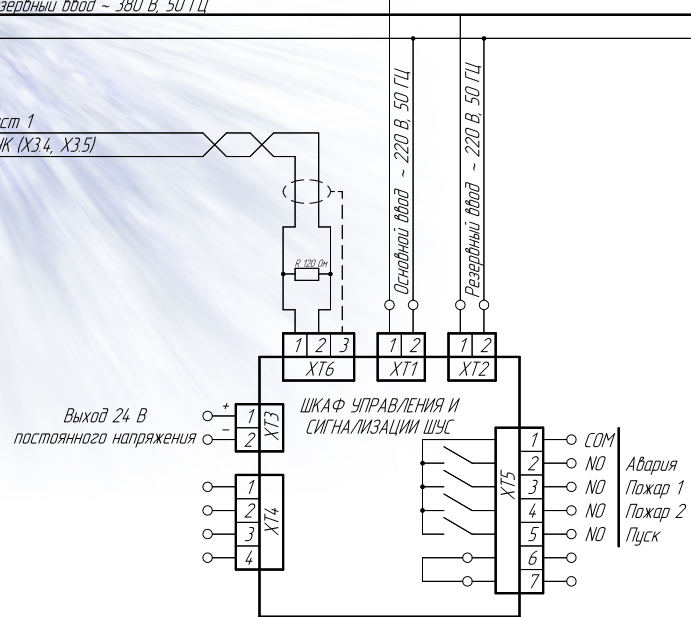 зервный ввод ~ 380 В, 50 ГЦ
ст 1
(X3.4, X3.5)
Основной ввод ~ 220 В, 50 ГЦ
Резервный ввод ~ 220 В, 50 ГЦ
R 120 Ом
1 2 3
XT6
1 2
XT1
1 2
XT2
Выход 24 В
постоянного напряжения
+
−
1
2
XT3
ШКАФ УПРАВЛЕНИЯ И
СИГНАЛИЗАЦИИ ШУС
1
2
3
4
XT4
XT5
1 COM
2 NO Авария
3 NO Пожар 1
4 NO Пожар 2
5 NO Пуск
6
7